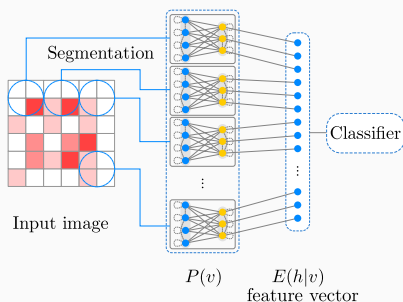 Segmentation
Classifier
Input image
P(v)
E(h|v)
feature vector